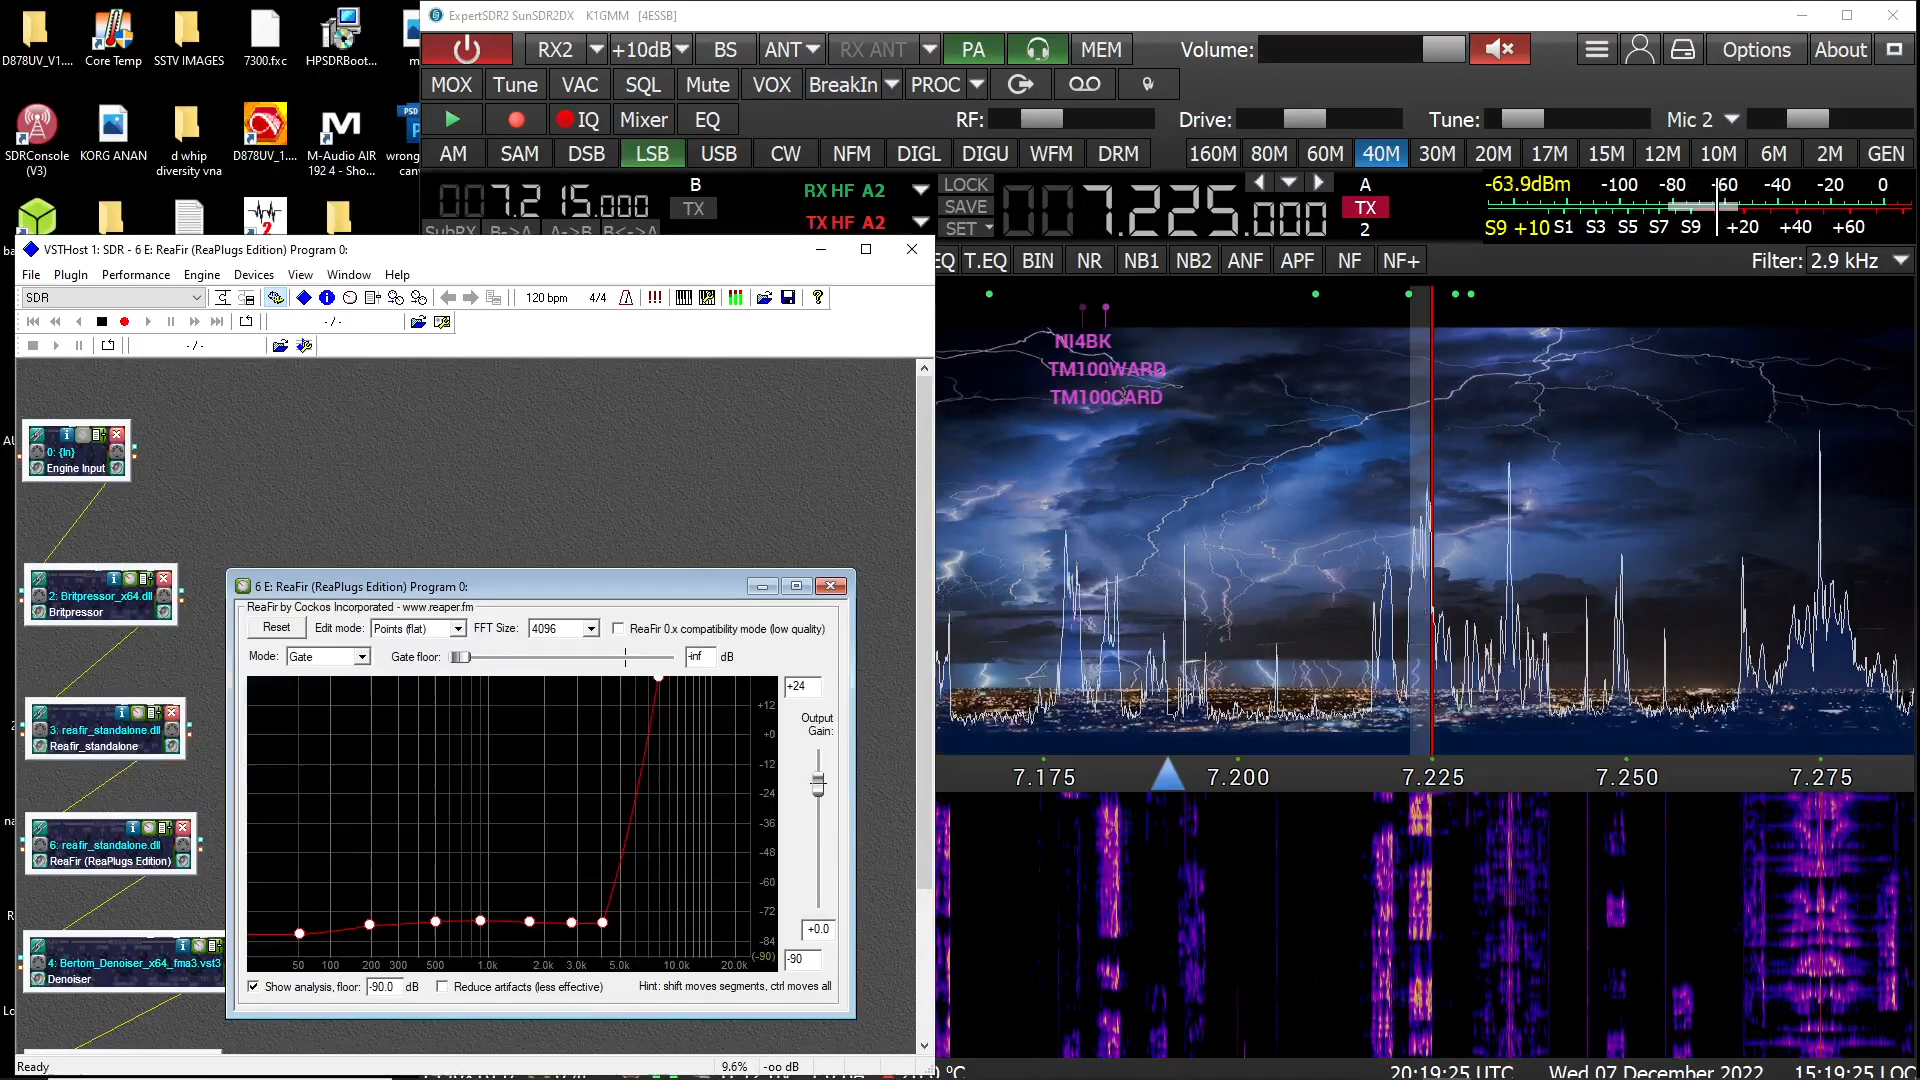 D878UV_V1....
Core Temp
SSTV IMAGES
7300.fxc
HPSDRBoot...
SDRConsole (V3)
KORG ANAN
d whip diversity vna
D878UV_1....
M-Audio AIR 192 4 - Sho...
ExpertSDR2 SunSDR2DX K1GMM [4ESSB]
RX2 +10dB BS ANT RX ANT PA MEM Volume: Options About
MOX Tune VAC SQL Mute VOX BreakIn PROC
IQ Mixer EQ RF: Drive: Tune: Mic 2
AM SAM DSB LSB USB CW NFM DIGL DIGU WFM DRM 160M 80M 60M 40M 30M 20M 17M 15M 12M 10M 6M 2M GEN
007.215.000
B
TX
RX HF A2
TX HF A2
SubRX B->A A->B B<->A
LOCK
SAVE
SET
007.225.000
A
TX
2
-63.9dBm -100 -80 -60 -40 -20 0
S9 +10 S1 S3 S5 S7 S9 +20 +40 +60
EQ T.EQ BIN NR NB1 NB2 ANF APF NF NF+ Filter: 2.9 kHz
NI4BK
TM100WARD
TM100CARD
7.175 7.200 7.225 7.250 7.275
VSTHost 1: SDR - 6 E: ReaFir (ReaPlugs Edition) Program 0:
File PlugIn Performance Engine Devices View Window Help
SDR 120 bpm 4/4
- / -
- / -
0: {In}
Engine Input
2: Britpressor_x64.dll
Britpressor
3: reafir_standalone.dll
Reafir_standalone
6: reafir_standalone.dll
ReaFir (ReaPlugs Edition)
4: Bertom_Denoiser_x64_fma3.vst3
Denoiser
6 E: ReaFir (ReaPlugs Edition) Program 0:
ReaFir by Cockos Incorporated - www.reaper.fm
Reset Edit mode: Points (flat) FFT Size: 4096 ReaFir 0.x compatibility mode (low quality)
Mode: Gate Gate floor: -inf dB
+24
Output Gain:
+12
+0
-12
-24
-36
-48
-60
-72
-84
(-90)
+0.0
-90
50 100 200 300 500 1.0k 2.0k 3.0k 5.0k 10.0k 20.0k
Show analysis, floor: -90.0 dB Reduce artifacts (less effective) Hint: shift moves segments, ctrl moves all
Ready 9.6% -oo dB
20:19:25 UTC Wed 07 December 2022 15:19:25 LOC